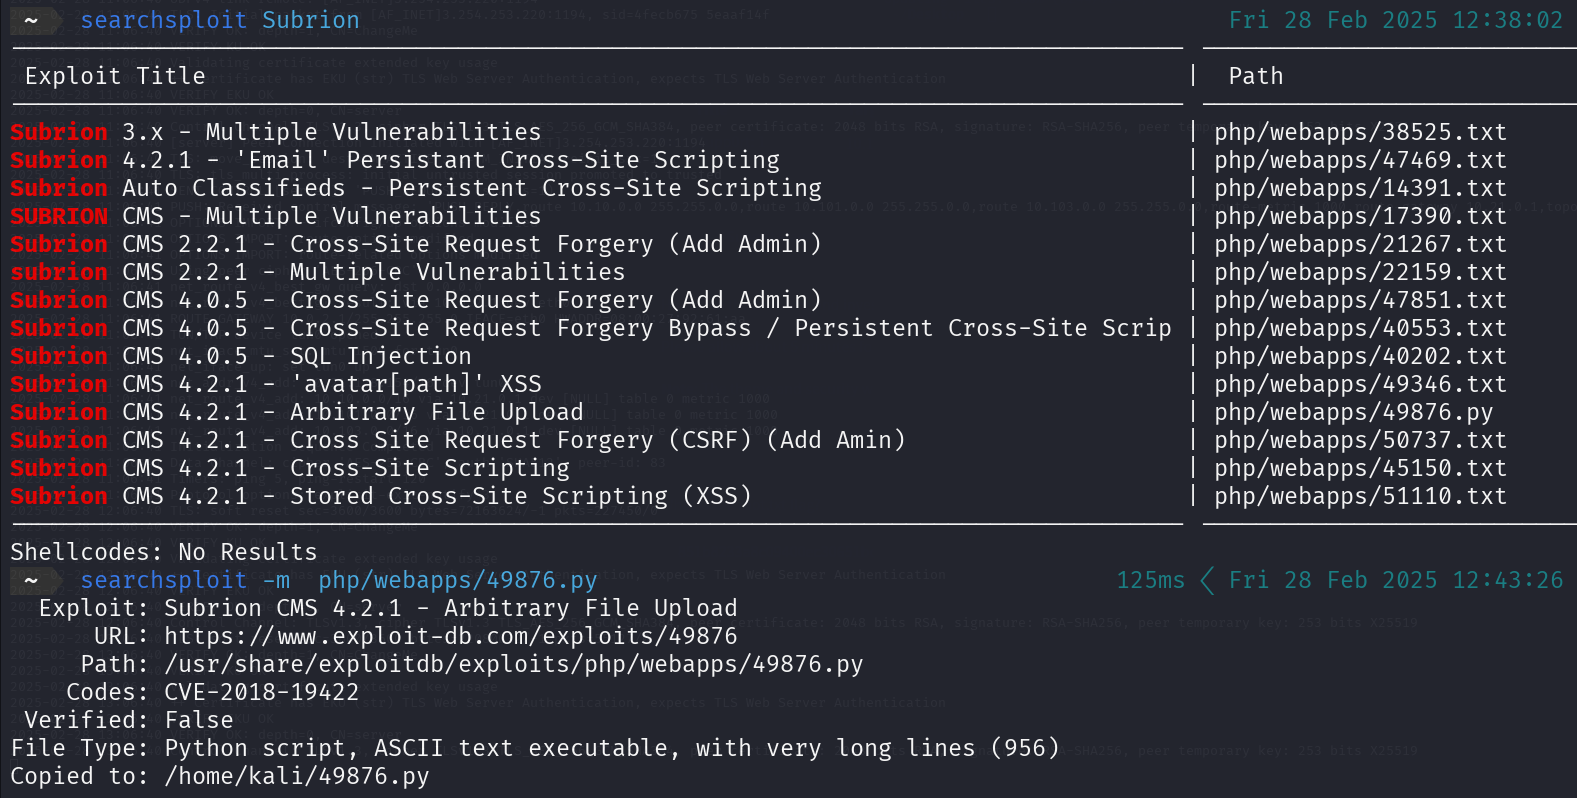 ~ searchsploit Subrion Fri 28 Feb 2025 12:38:02
Exploit Title | Path
Subrion 3.x - Multiple Vulnerabilities | php/webapps/38525.txt
Subrion 4.2.1 - 'Email' Persistant Cross-Site Scripting | php/webapps/47469.txt
Subrion Auto Classifieds - Persistent Cross-Site Scripting | php/webapps/14391.txt
SUBRION CMS - Multiple Vulnerabilities | php/webapps/17390.txt
Subrion CMS 2.2.1 - Cross-Site Request Forgery (Add Admin) | php/webapps/21267.txt
subrion CMS 2.2.1 - Multiple Vulnerabilities | php/webapps/22159.txt
Subrion CMS 4.0.5 - Cross-Site Request Forgery (Add Admin) | php/webapps/47851.txt
Subrion CMS 4.0.5 - Cross-Site Request Forgery Bypass / Persistent Cross-Site Scrip | php/webapps/40553.txt
Subrion CMS 4.0.5 - SQL Injection | php/webapps/40202.txt
Subrion CMS 4.2.1 - 'avatar[path]' XSS | php/webapps/49346.txt
Subrion CMS 4.2.1 - Arbitrary File Upload | php/webapps/49876.py
Subrion CMS 4.2.1 - Cross Site Request Forgery (CSRF) (Add Amin) | php/webapps/50737.txt
Subrion CMS 4.2.1 - Cross-Site Scripting | php/webapps/45150.txt
Subrion CMS 4.2.1 - Stored Cross-Site Scripting (XSS) | php/webapps/51110.txt
Shellcodes: No Results
~ searchsploit -m php/webapps/49876.py 125ms Fri 28 Feb 2025 12:43:26
Exploit: Subrion CMS 4.2.1 - Arbitrary File Upload
URL: https://www.exploit-db.com/exploits/49876
Path: /usr/share/exploitdb/exploits/php/webapps/49876.py
Codes: CVE-2018-19422
Verified: False
File Type: Python script, ASCII text executable, with very long lines (956)
Copied to: /home/kali/49876.py